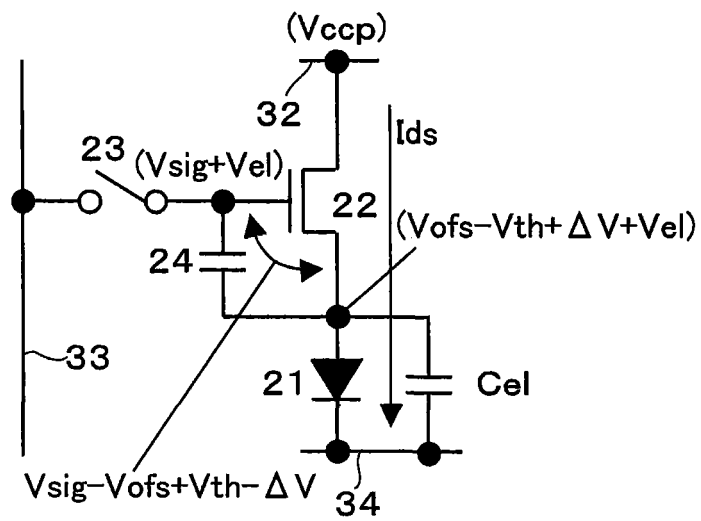 (Vccp)
32
Ids
23
(Vsig+Vel)
22
(Vofs-Vth+ΔV+Vel)
24
33
21
Cel
Vsig-Vofs+Vth-ΔV
34